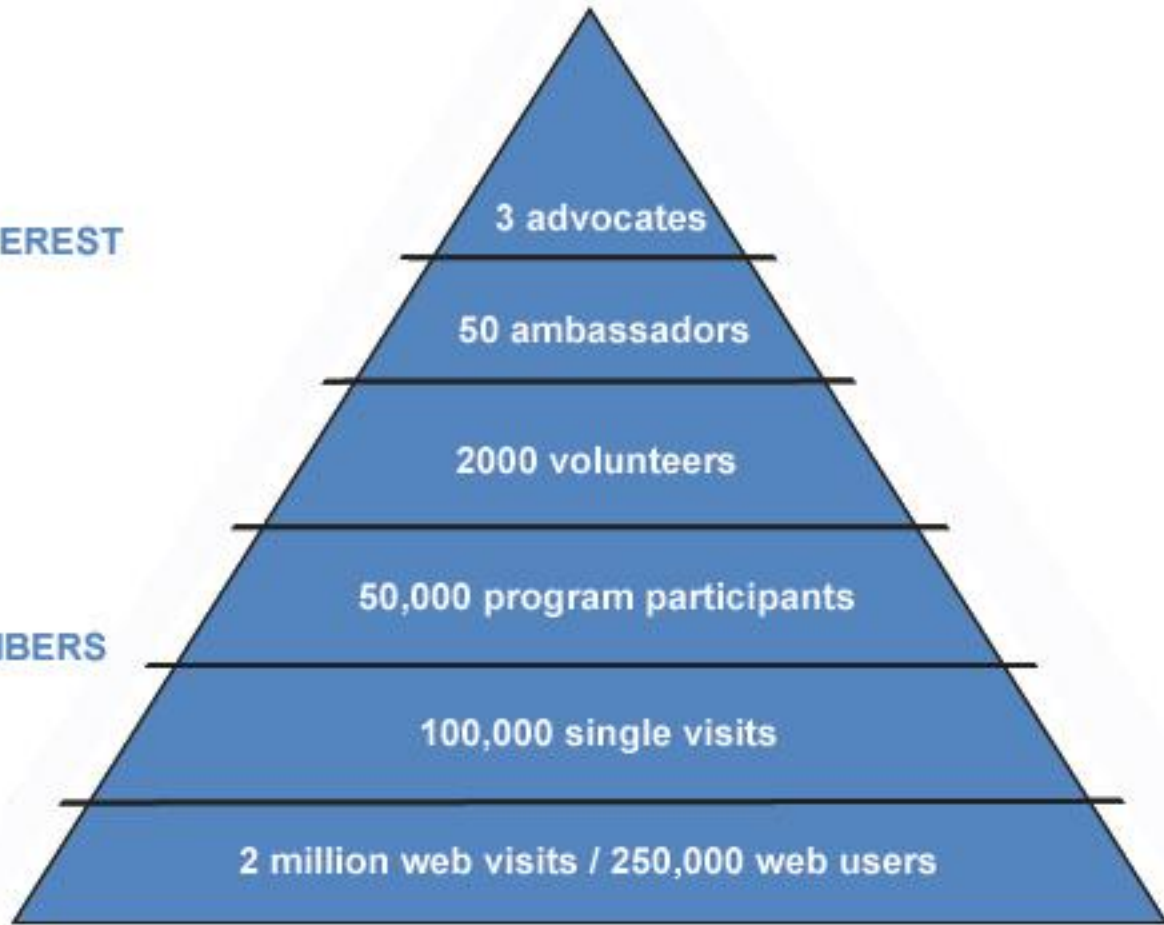 3 advocates
EREST
50 ambassadors
2000 volunteers
50,000 program participants
BERS
100,000 single visits
2 million web visits / 250,000 web users